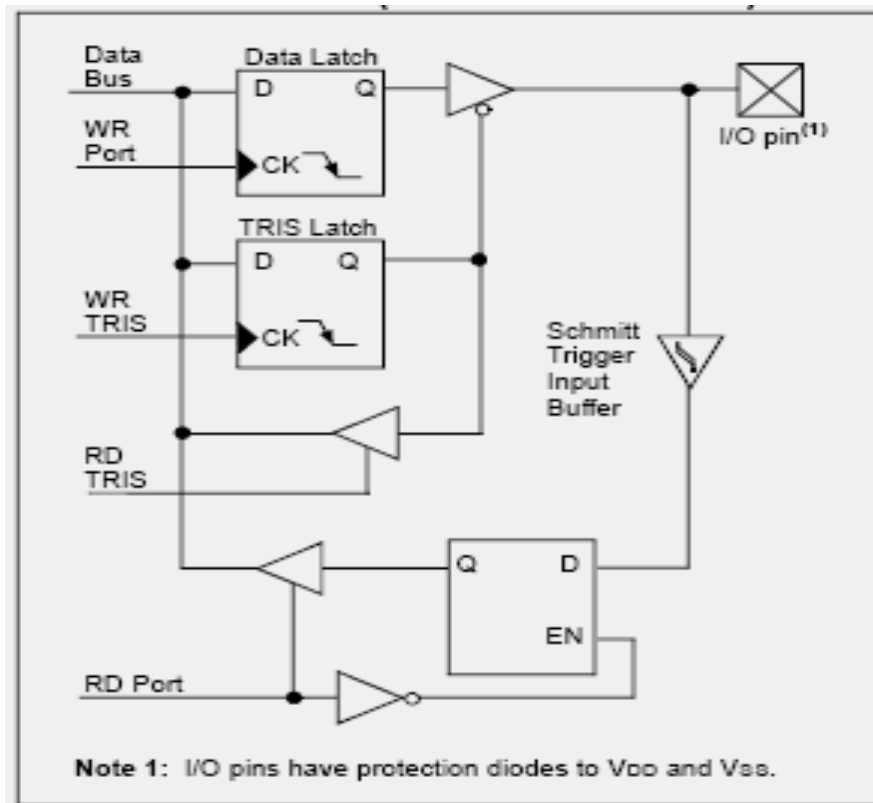 Data Bus
Data Latch
D
Q
WR Port
CK
I/O pin(1)
TRIS Latch
D
Q
WR TRIS
CK
Schmitt Trigger Input Buffer
RD TRIS
Q
D
EN
RD Port
Note 1: I/O pins have protection diodes to VDD and VSS.